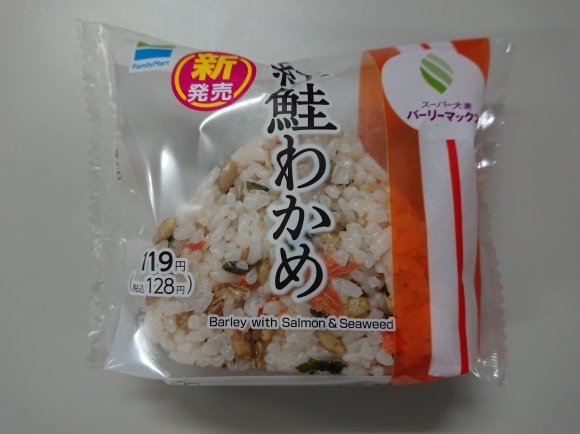 FamilyMart
新
発売
紅鮭わかめ
スーパー大麦
バーリーマックス
119円
(税込128円)
Barley with Salmon & Seaweed